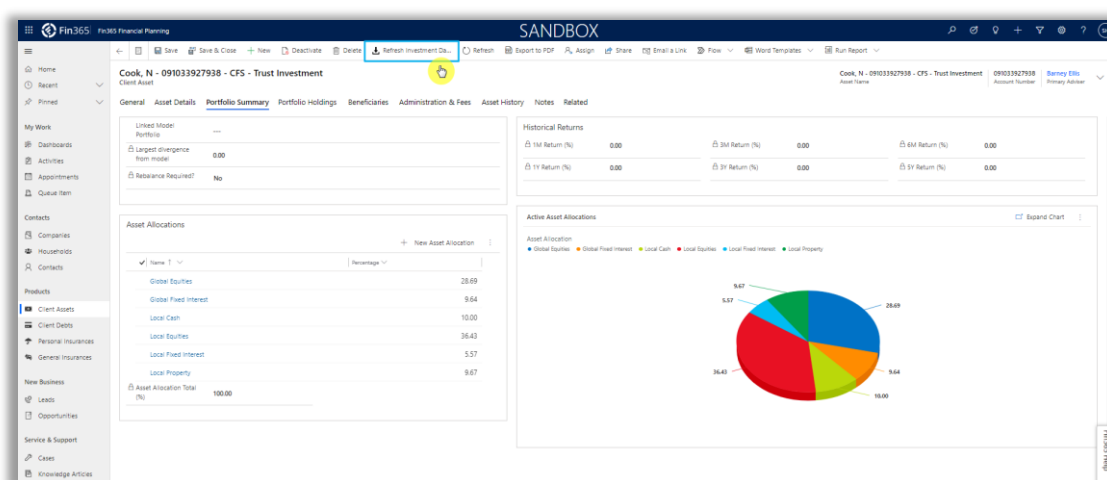 Fin365 Fin365 Financial Planning SANDBOX
Save Save & Close New Deactivate Delete Refresh Investment Da... Refresh Export to PDF Assign Share Email a Link Flow Word Templates Run Report
Home
Recent
Pinned
My Work
Dashboards
Activities
Appointments
Queue Item
Contacts
Companies
Households
Contacts
Products
Client Assets
Client Debts
Personal Insurances
General Insurances
New Business
Leads
Opportunities
Service & Support
Cases
Knowledge Articles
Cook, N - 091033927938 - CFS - Trust Investment
Client Asset
Cook, N - 091033927938 - CFS - Trust Investment
Asset Name
091033927938
Account Number
Barney Ellis
Primary Adviser
General Asset Details Portfolio Summary Portfolio Holdings Beneficiaries Administration & Fees Asset History Notes Related
Linked Model
Portfolio ---
Largest divergence
from model 0.00
Rebalance Required? No
Historical Returns
1M Return (%) 0.00 3M Return (%) 0.00 6M Return (%) 0.00
1Y Return (%) 0.00 3Y Return (%) 0.00 5Y Return (%) 0.00
Asset Allocations
+ New Asset Allocation
Name ↑ Percentage
Global Equities 28.69
Global Fixed Interest 9.64
Local Cash 10.00
Local Equities 36.43
Local Fixed Interest 5.57
Local Property 9.67
Asset Allocation Total
(%) 100.00
Active Asset Allocations Expand Chart
Asset Allocation
Global Equities Global Fixed Interest Local Cash Local Equities Local Fixed Interest Local Property
9.67
5.57
28.69
36.43
9.64
10.00